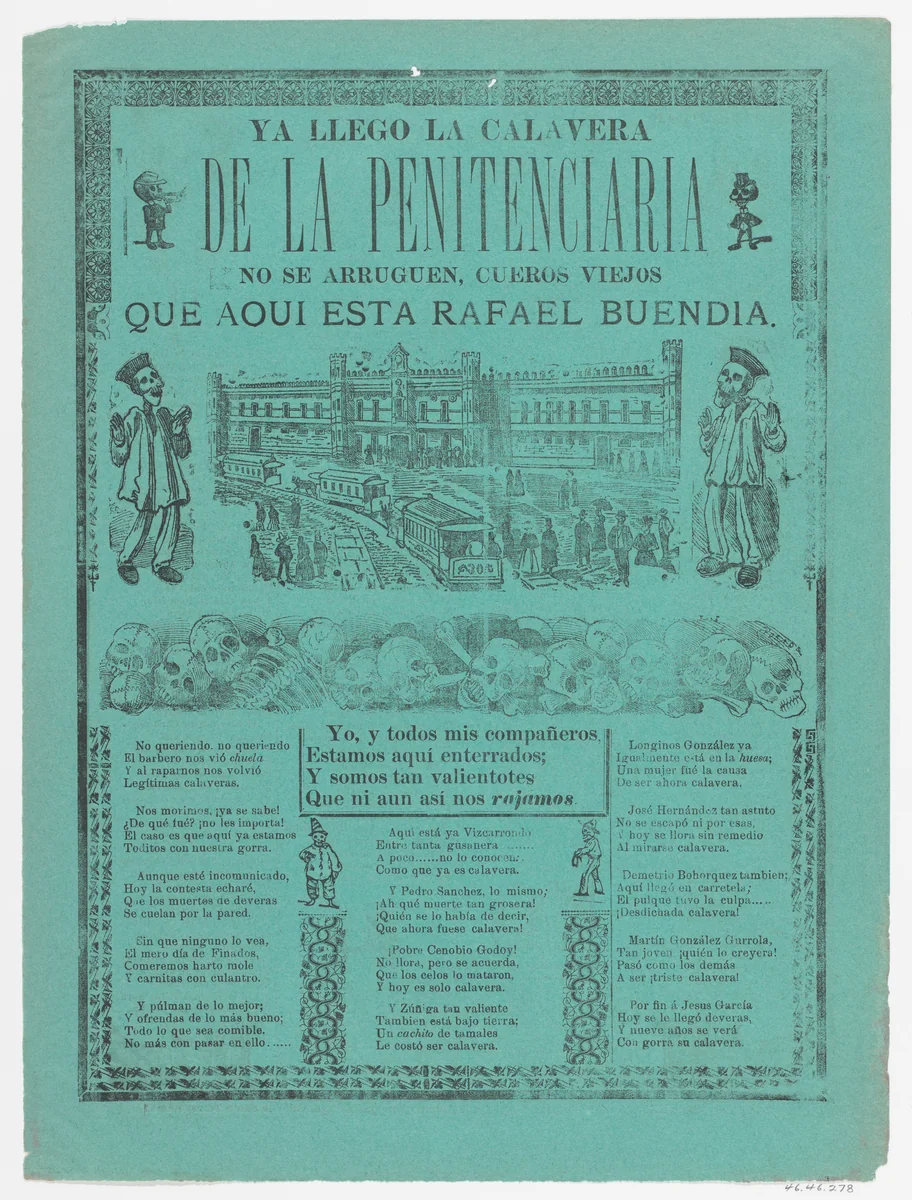 YA LLEGO LA CALAVERA
DE LA PENITENCIARIA
NO SE ARRUGUEN, CUEROS VIEJOS
QUE AQUI ESTA RAFAEL BUENDIA.
No queriendo, no queriendo
El barbero nos vió chuela
Y al raparnos nos volvió
Legítimas calaveras.
Nos morimos, ¡ya se sabe!
¿De qué fué? ¡no les importa!
El caso es que aquí ya estamos
Toditos con nuestra gorra.
Aunque esté incomunicado,
Hoy la contesta echaré,
Que los muertes de deveras
Se cuelan por la pared.
Sin que ninguno lo vea,
El mero día de Finados,
Comeremos harto mole
Y carnitas con culantro.
Y púlman de lo mejor;
Y ofrendas de lo más bueno;
Todo lo que sea comible.
No más con pasar en ello......
Yo, y todos mis compañeros,
Estamos aquí enterrados;
Y somos tan valientotes
Que ni aun así nos rajamos.
Aquí está ya Vizcarrondo
Entre tanta gusanera .......
A poco......no lo conocen:
Como que ya es calavera.
Y Pedro Sanchez, lo mismo;
¡Ah qué muerte tan grosera!
¡Quién se lo había de decir,
Que ahora fuese calavera!
¡Pobre Cenobio Godoy!
No llora, pero se acuerda,
Que los celos lo mataron,
Y hoy es solo calavera.
Y Zúñiga tan valiente
Tambien está bajo tierra;
Un cachito de tamales
Le costó ser calavera.
Longinos González ya
Igualmente está en la huesa;
Una mujer fué la causa
De ser ahora calavera.
José Hernández tan astuto
No se escapó ni por esas,
Y hoy se llora sin remedio
Al mirarse calavera.
Demetrio Bohorquez tambien;
Aquí llegó en carretela;
El pulque tuvo la culpa.....
¡Desdichada calavera!
Martín González Gurrola,
Tan joven ¡quién lo creyera!
Pasó como los demás
A ser ¡triste calavera!
Por fin á Jesus García
Hoy se le llegó deveras,
Y nueve años se verá
Con gorra su calavera.
46.46.278